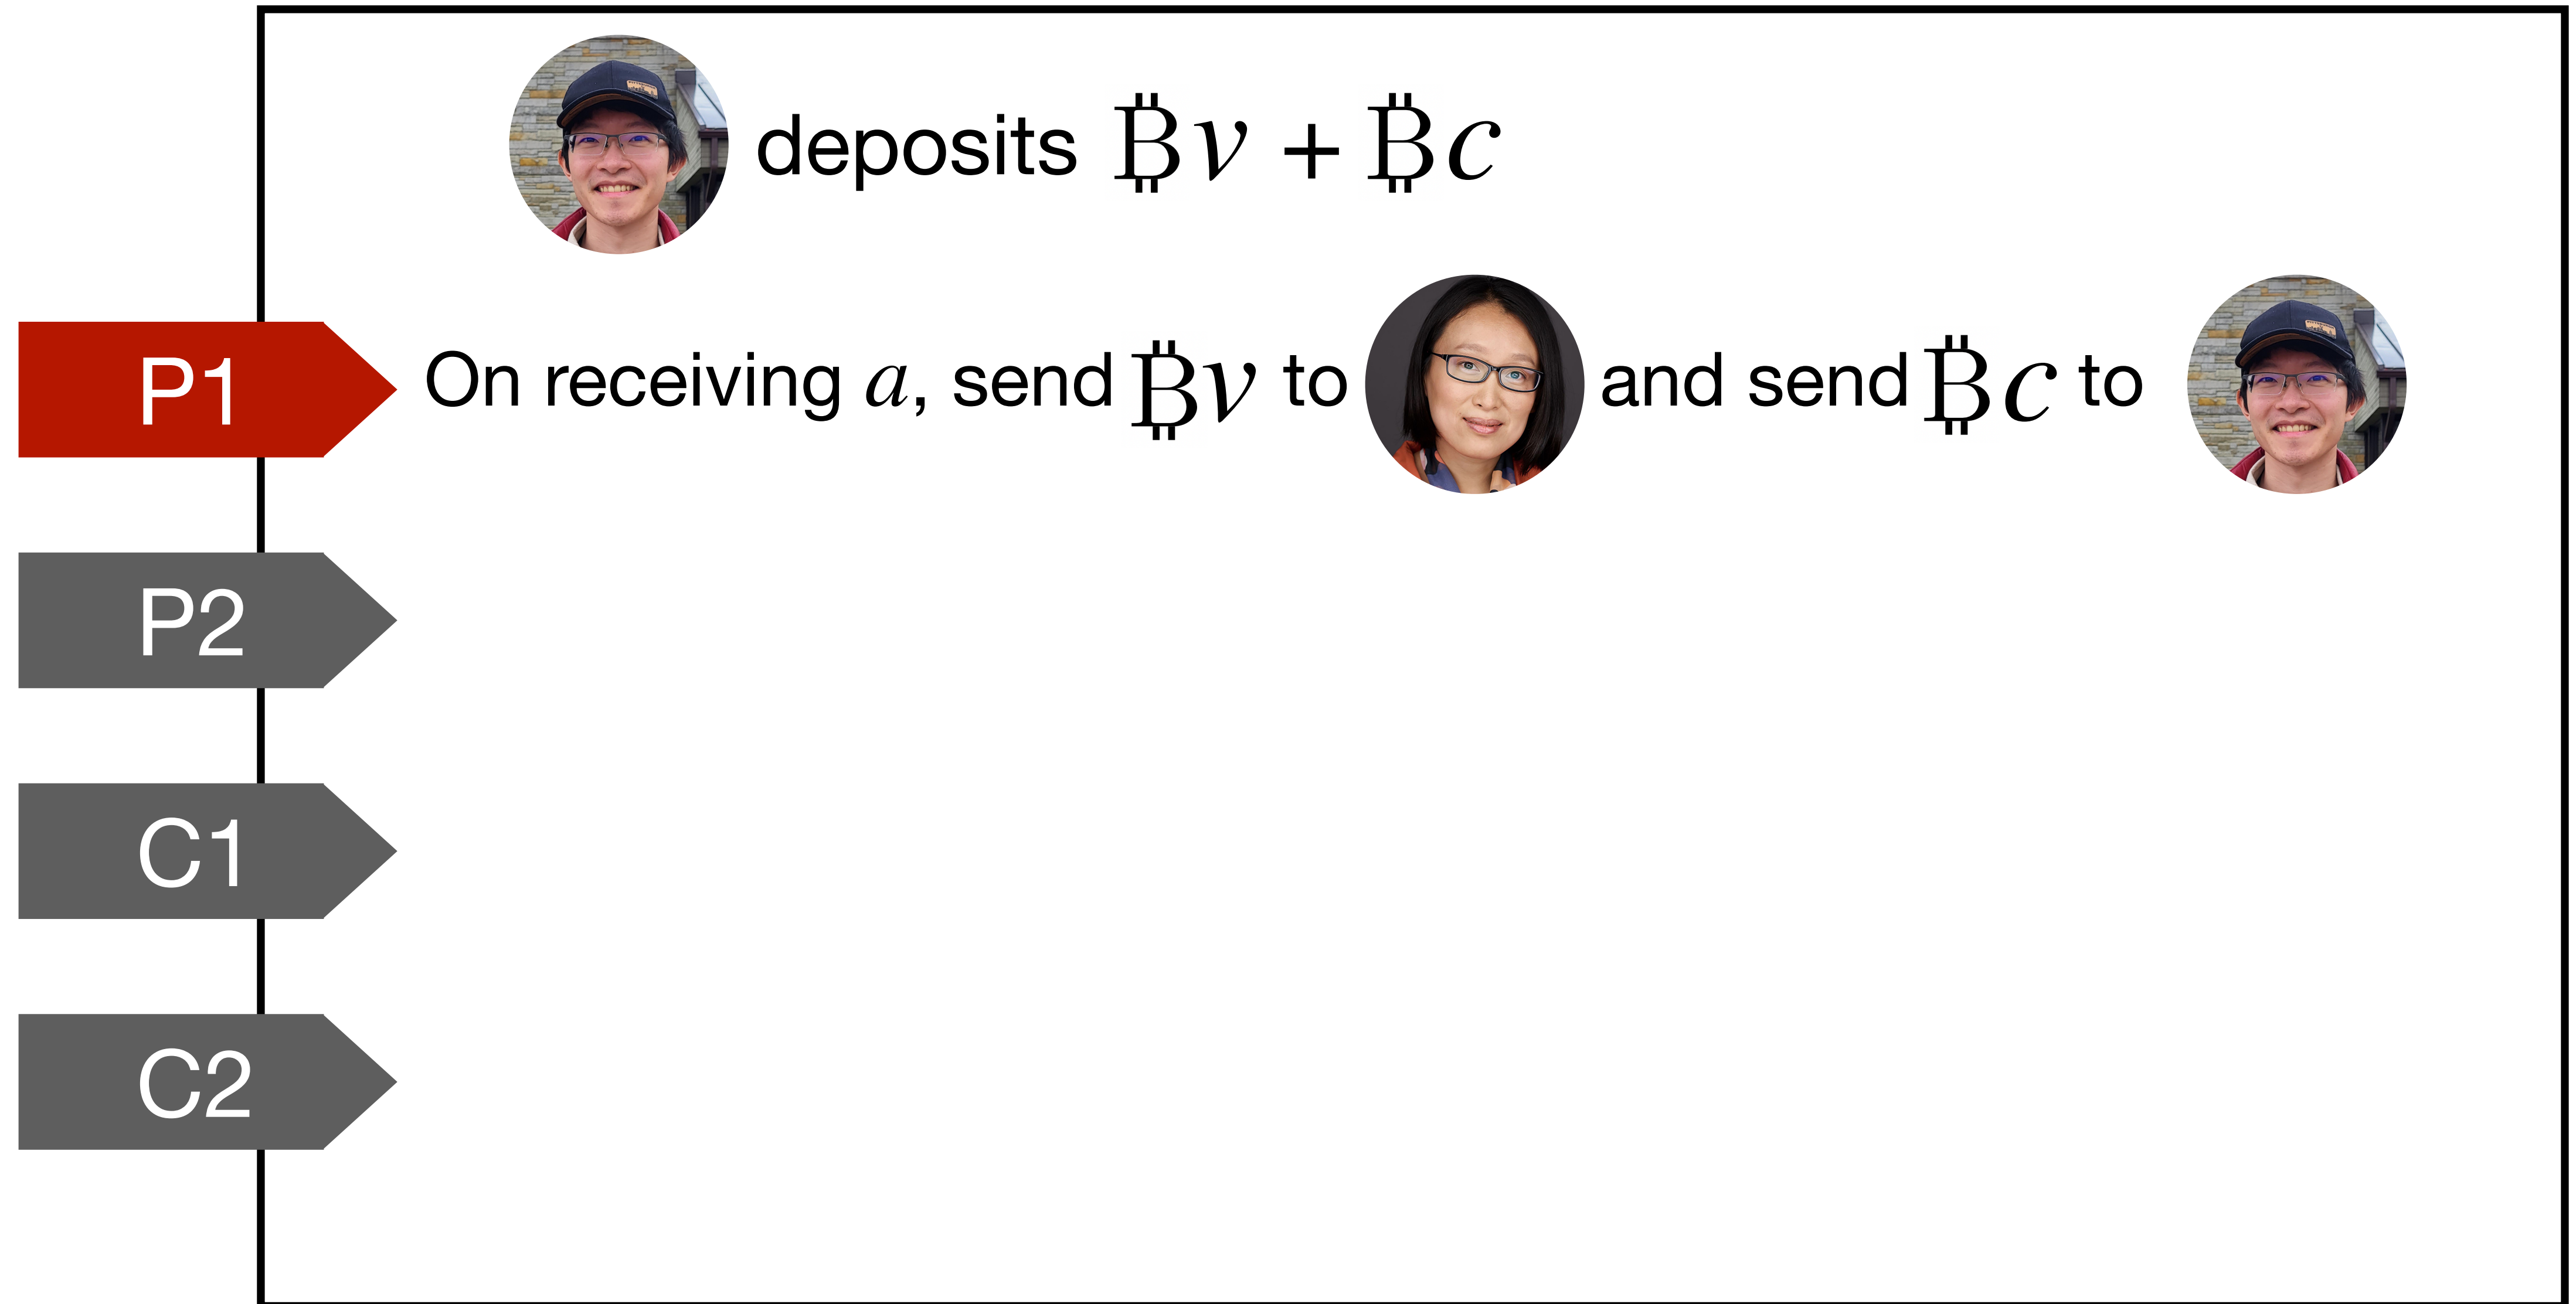 deposits ₿v + ₿c
P1
On receiving a, send ₿v to and send ₿c to
P2
C1
C2